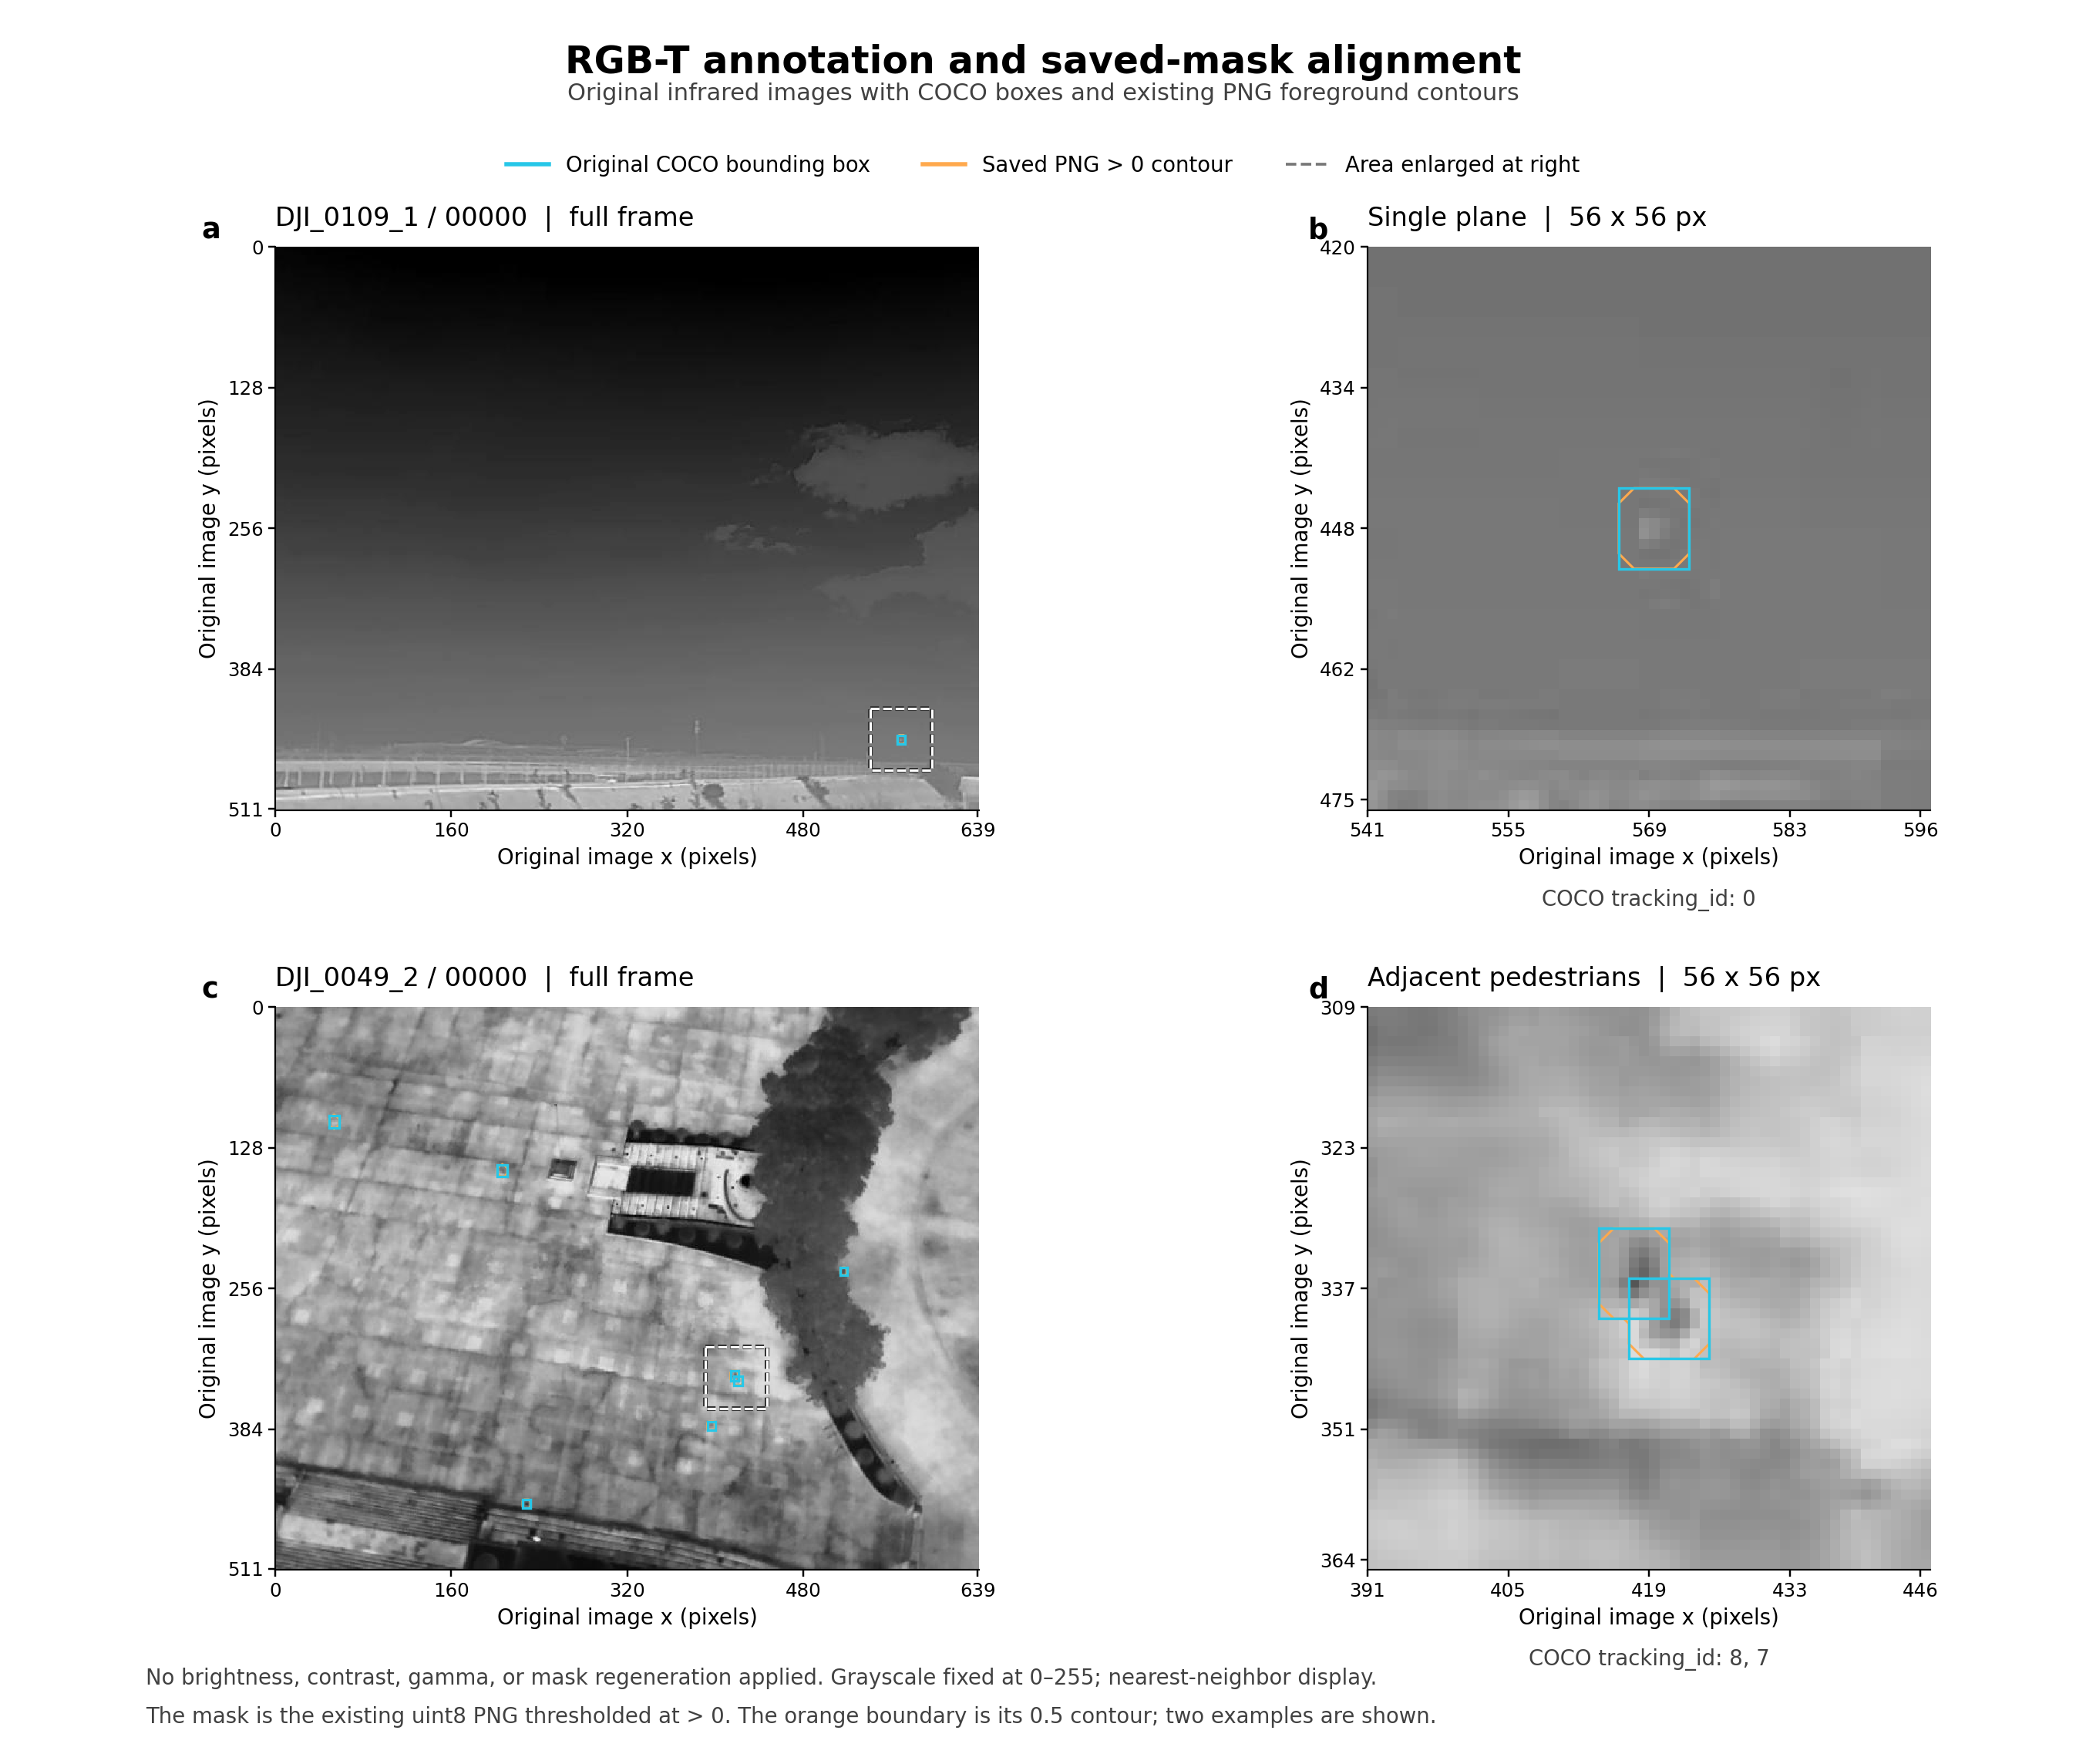 RGB-T annotation and saved-mask alignment
Original infrared images with COCO boxes and existing PNG foreground contours
Original COCO bounding box
Saved PNG > 0 contour
Area enlarged at right
a
DJI_0109_1 / 00000 | full frame
0
128
256
384
511
Original image y (pixels)
0 160 320 480 639
Original image x (pixels)
b
Single plane | 56 x 56 px
420
434
448
462
475
Original image y (pixels)
541 555 569 583 596
Original image x (pixels)
COCO tracking_id: 0
c
DJI_0049_2 / 00000 | full frame
0
128
256
384
511
Original image y (pixels)
0 160 320 480 639
Original image x (pixels)
d
Adjacent pedestrians | 56 x 56 px
309
323
337
351
364
Original image y (pixels)
391 405 419 433 446
Original image x (pixels)
COCO tracking_id: 8, 7
No brightness, contrast, gamma, or mask regeneration applied. Grayscale fixed at 0–255; nearest-neighbor display.
The mask is the existing uint8 PNG thresholded at > 0. The orange boundary is its 0.5 contour; two examples are shown.